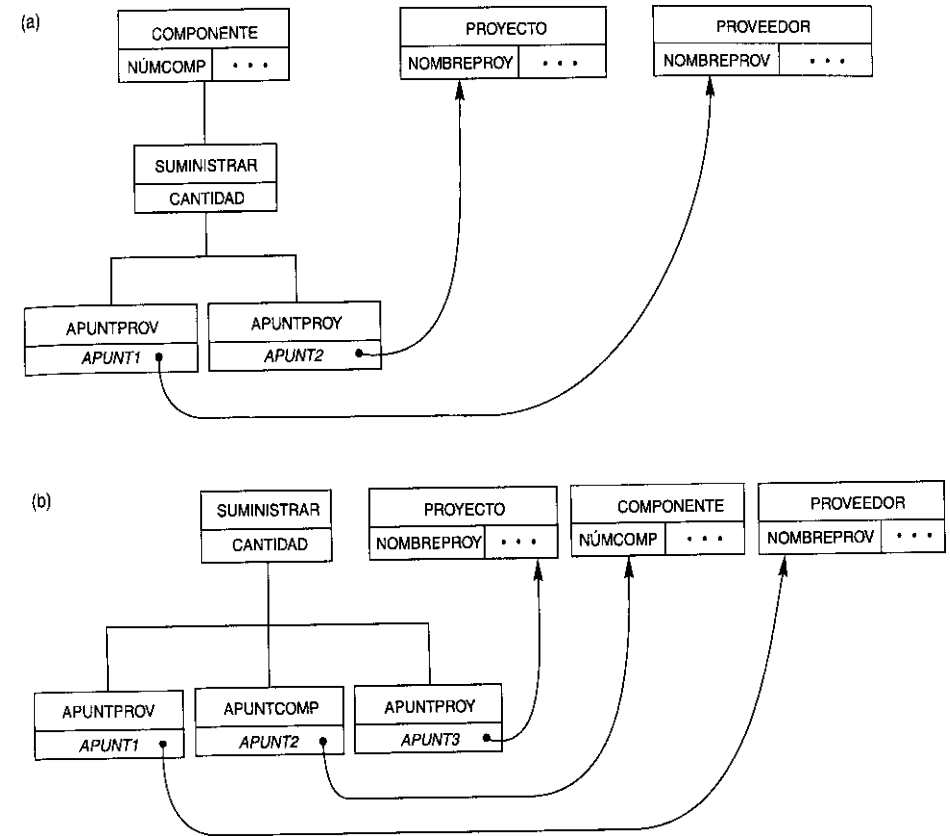 (a)
COMPONENTE
NÚMCOMP • • •
PROYECTO
NOMBREPROY • • •
PROVEEDOR
NOMBREPROV • • •
SUMINISTRAR
CANTIDAD
APUNTPROV
APUNT1
APUNTPROY
APUNT2
(b)
SUMINISTRAR
CANTIDAD
PROYECTO
NOMBREPROY • • •
COMPONENTE
NÚMCOMP • • •
PROVEEDOR
NOMBREPROV • • •
APUNTPROV
APUNT1
APUNTCOMP
APUNT2
APUNTPROY
APUNT3